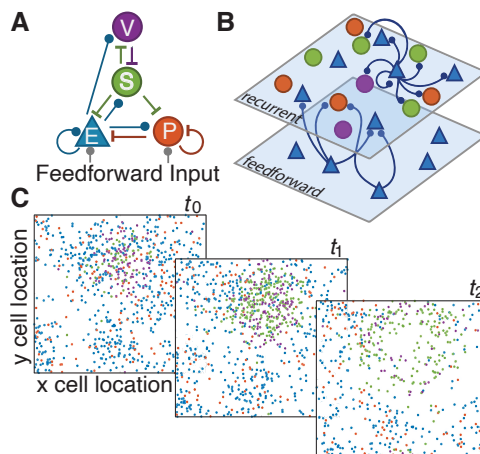 A
V
S
E
P
Feedforward Input
B
recurrent
feedforward
C
t0
t1
t2
y cell location
x cell location